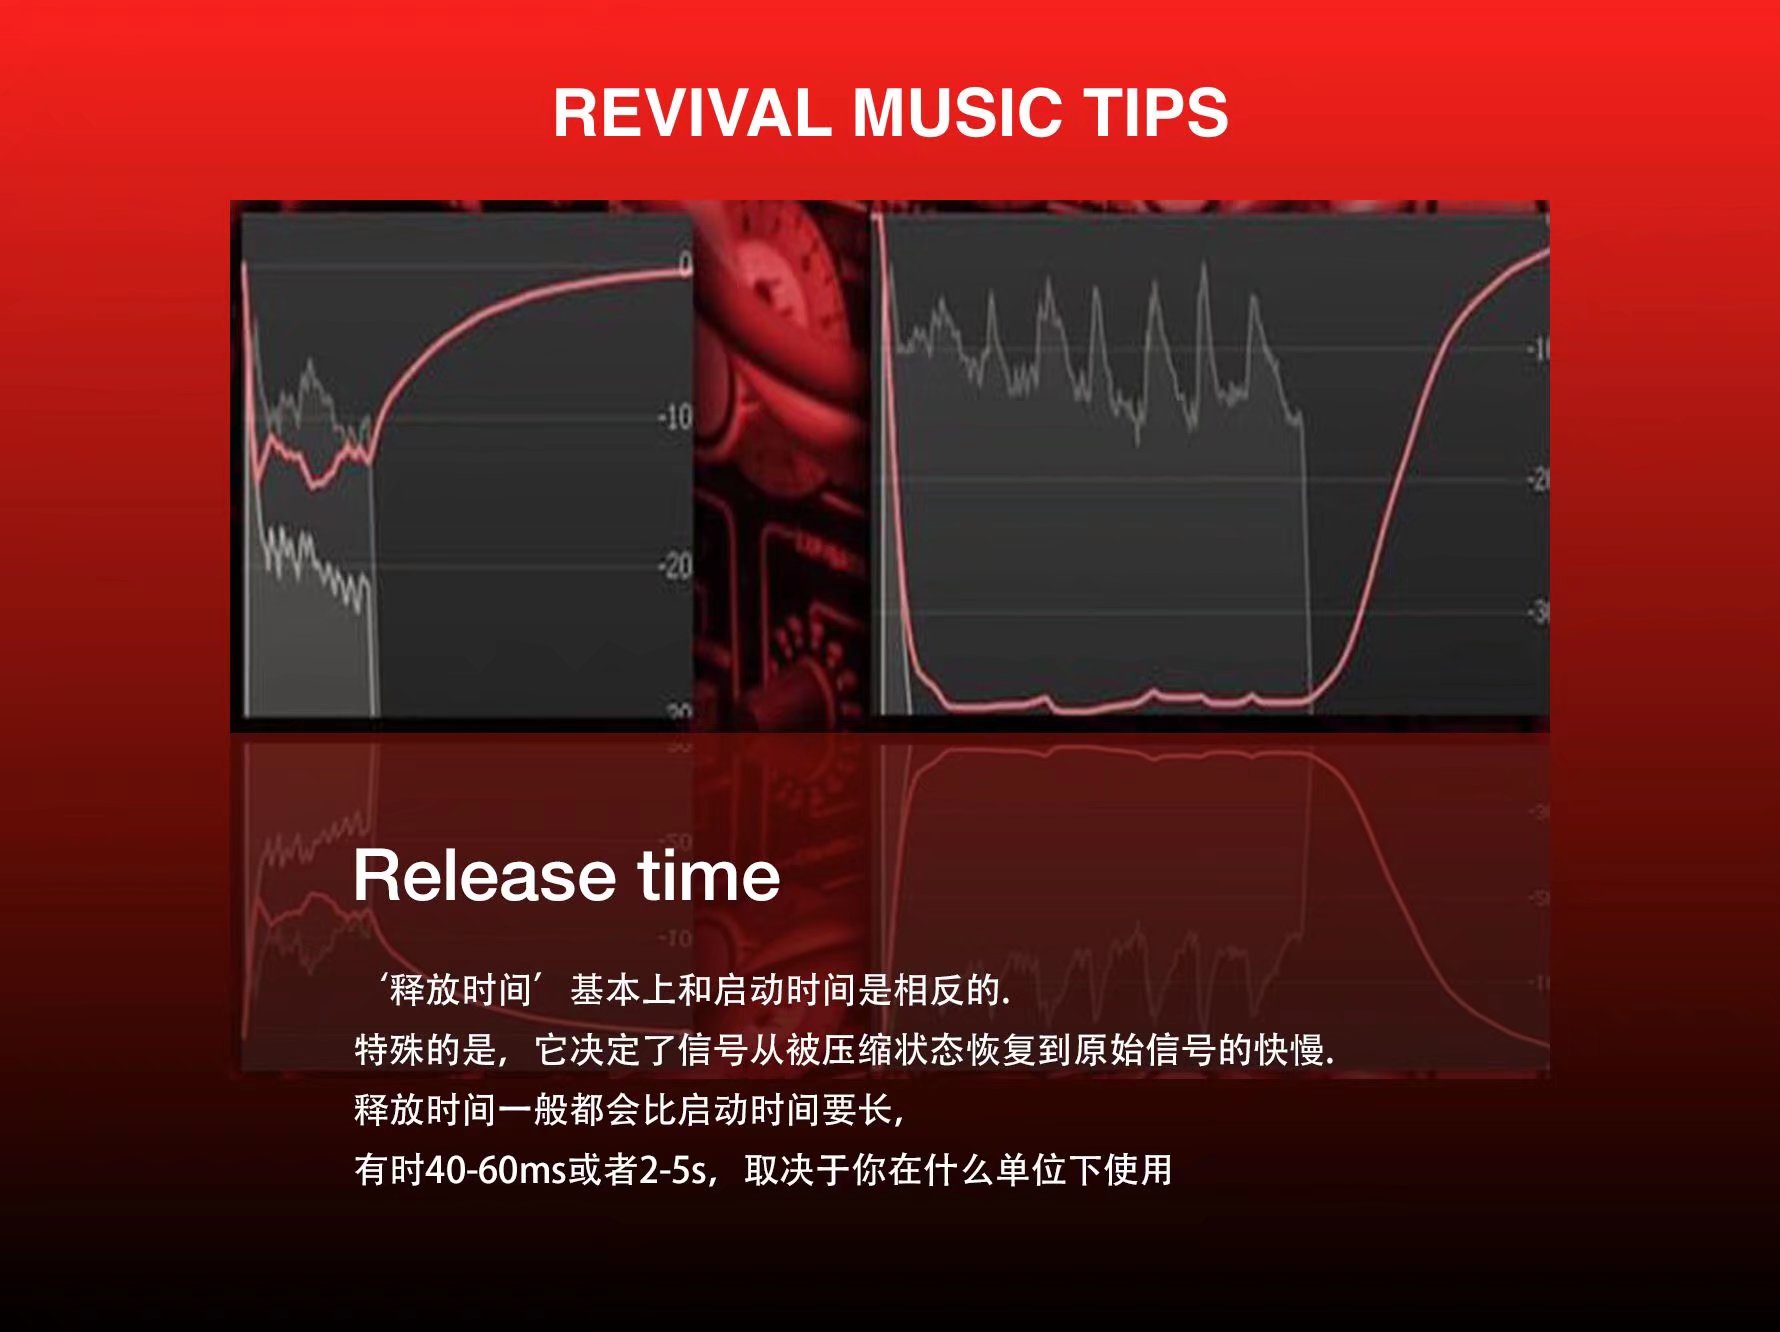 REVIVAL MUSIC TIPS
0
-10
-20
-10
Release time
‘释放时间’基本上和启动时间是相反的.
特殊的是，它决定了信号从被压缩状态恢复到原始信号的快慢.
释放时间一般都会比启动时间要长,
有时40-60ms或者2-5s，取决于你在什么单位下使用